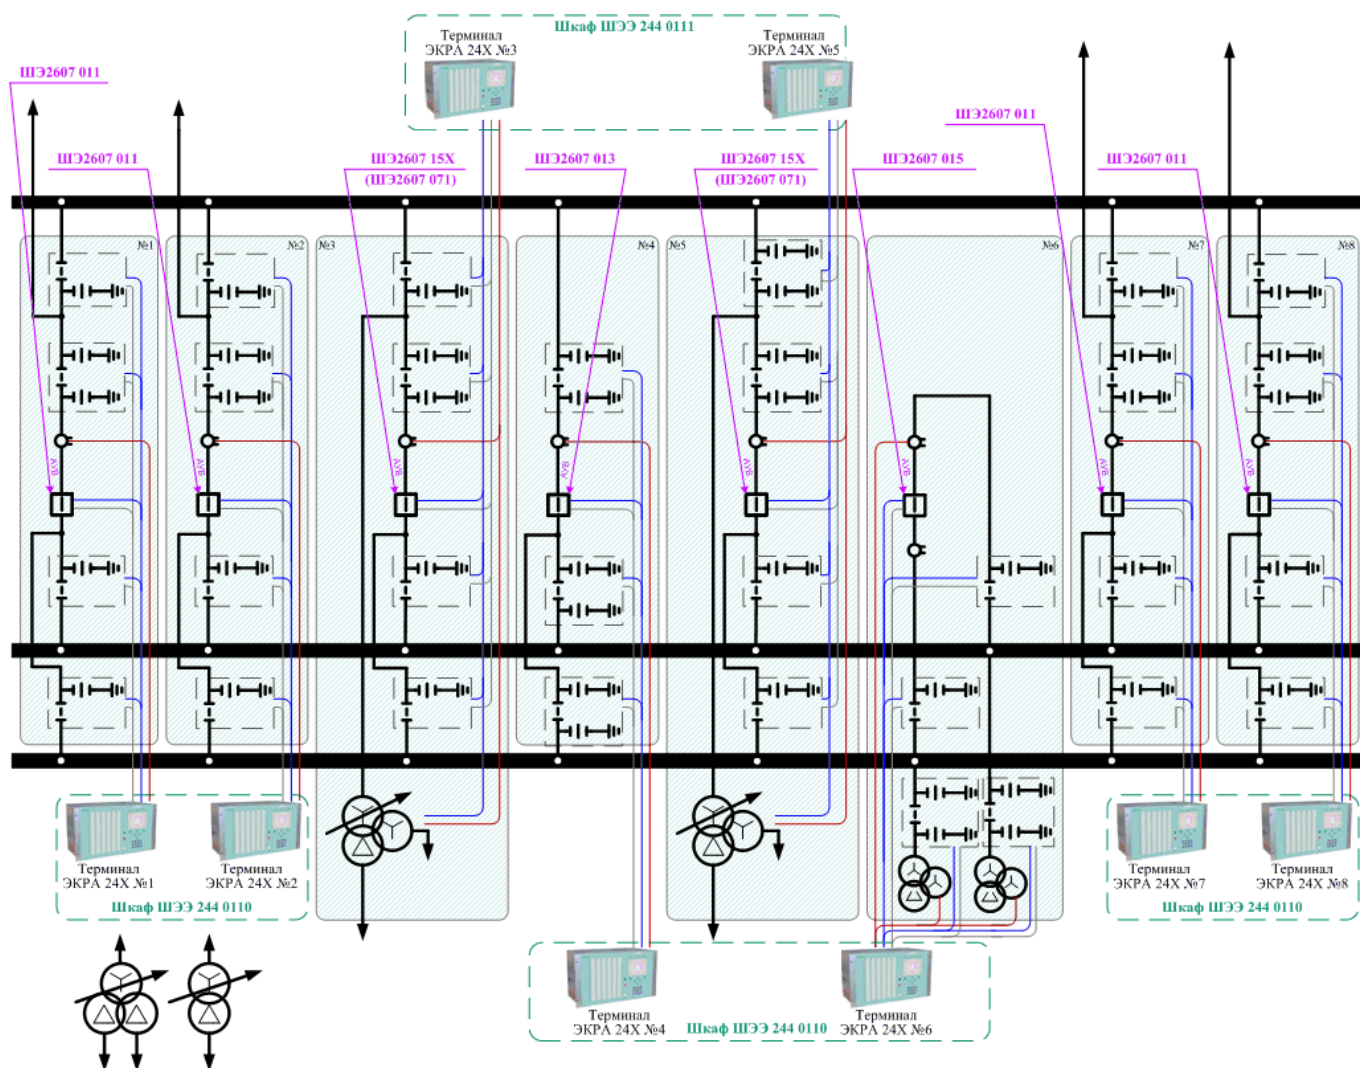 Шкаф ШЭЭ 244 0111
Терминал
ЭКРА 24Х №3
Терминал
ЭКРА 24Х №5
ШЭ2607 011
ШЭ2607 011
ШЭ2607 15Х
(ШЭ2607 071)
ШЭ2607 013
ШЭ2607 15Х
(ШЭ2607 071)
ШЭ2607 015
ШЭ2607 011
ШЭ2607 011
№1
№2
№3
№4
№5
№6
№7
№8
АУВ
АУВ
АУВ
АУВ
АУВ
АУВ
АУВ
АУВ
Терминал
ЭКРА 24Х №1
Терминал
ЭКРА 24Х №2
Шкаф ШЭЭ 244 0110
Терминал
ЭКРА 24Х №7
Терминал
ЭКРА 24Х №8
Шкаф ШЭЭ 244 0110
Терминал
ЭКРА 24Х №4
Терминал
ЭКРА 24Х №6
Шкаф ШЭЭ 244 0110